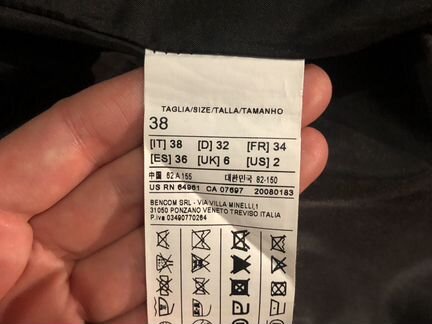 TAGLIA/SIZE/TALLA/TAMANHO
38
[IT] 38 [D] 32 [FR] 34
[ES] 36 [UK] 6 [US] 2
中国 62A155 대한민국 82-150
US RN 64961 CA 07697 20080183
BENCOM SRL - VIA VILLA MINELLI,1
31050 PONZANO VENETO TREVISO ITALIA
P.Iva 03490770264